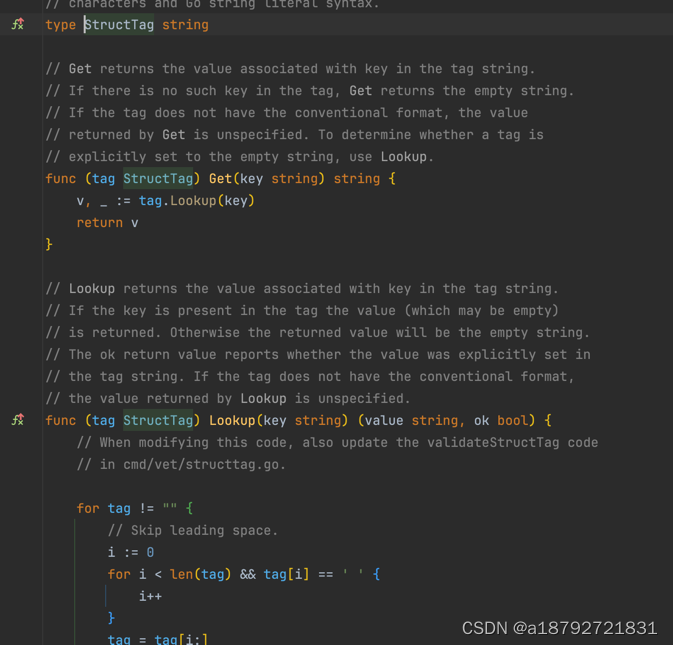 // characters and Go string literal syntax.
type StructTag string
// Get returns the value associated with key in the tag string.
// If there is no such key in the tag, Get returns the empty string.
// If the tag does not have the conventional format, the value
// returned by Get is unspecified. To determine whether a tag is
// explicitly set to the empty string, use Lookup.
func (tag StructTag) Get(key string) string {
    v, _ := tag.Lookup(key)
    return v
}
// Lookup returns the value associated with key in the tag string.
// If the key is present in the tag the value (which may be empty)
// is returned. Otherwise the returned value will be the empty string.
// The ok return value reports whether the value was explicitly set in
// the tag string. If the tag does not have the conventional format,
// the value returned by Lookup is unspecified.
func (tag StructTag) Lookup(key string) (value string, ok bool) {
    // When modifying this code, also update the validateStructTag code
    // in cmd/vet/structtag.go.
    for tag != "" {
        // Skip leading space.
        i := 0
        for i < len(tag) && tag[i] == ' ' {
            i++
        }
        tag = tag[i:]
CSDN @a18792721831